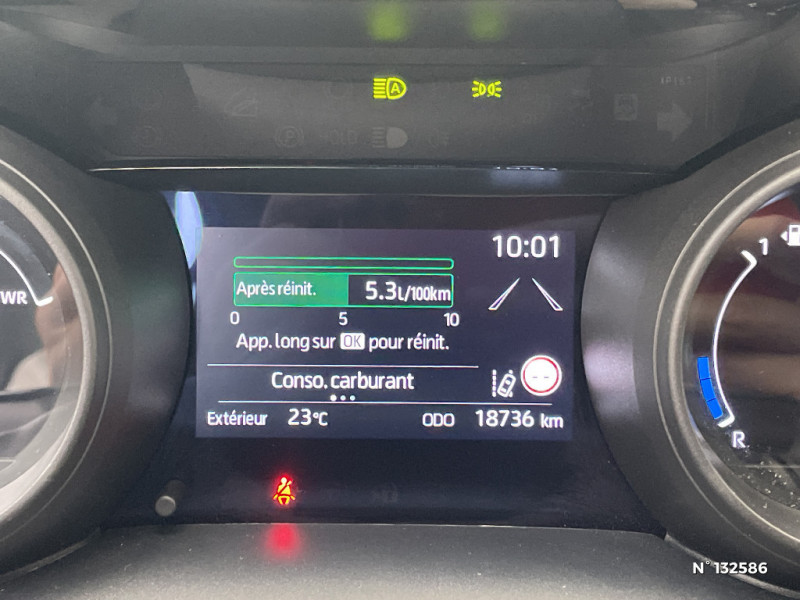 A
HOLD
10:01
Après réinit. 5.3L/100km
0 5 10
App. long sur OK pour réinit.
Conso. carburant
Extérieur 23°C ODO 18736 km
WR
1
R
N°132586